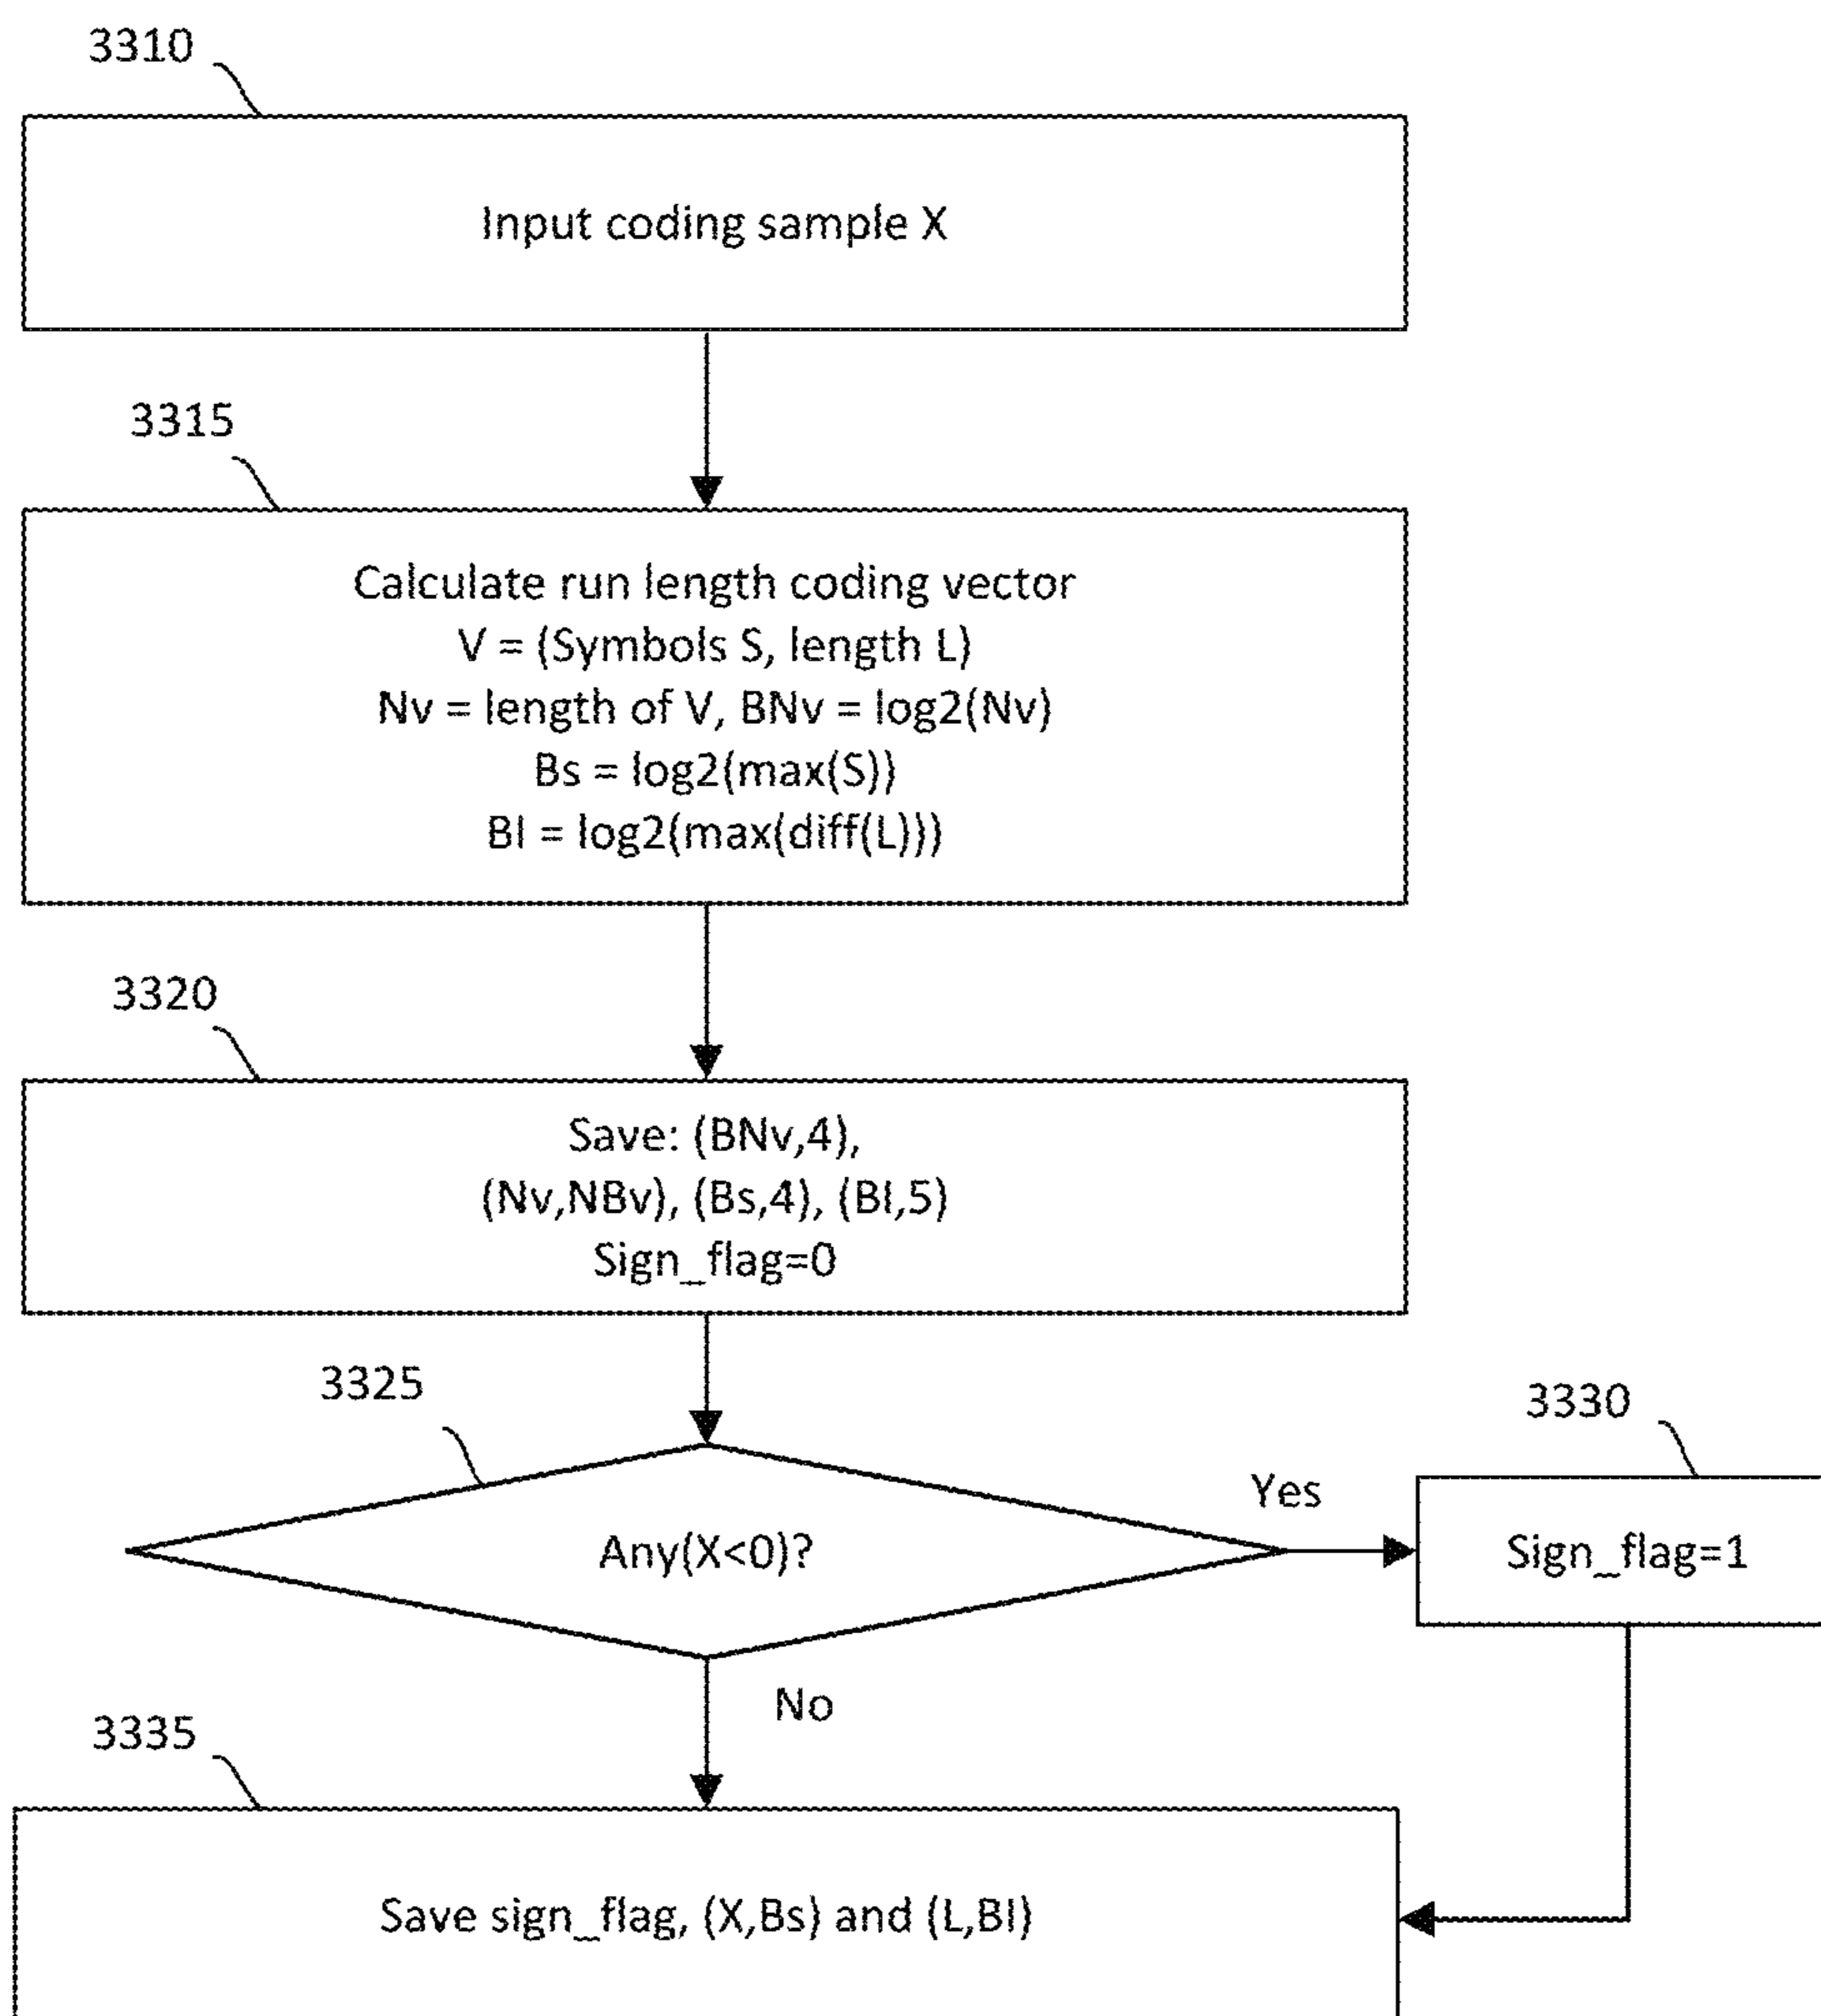 3310
Input coding sample X
3315
Calculate run length coding vector
V = (Symbols S, length L)
Nv = length of V, BNv = log2(Nv)
Bs = log2(max(S))
Bl = log2(max(diff(L)))
3320
Save: (BNv,4),
(Nv,NBv), (Bs,4), (Bl,5)
Sign_flag=0
3325
Any(X<0)?
Yes
3330
Sign_flag=1
No
3335
Save sign_flag, (X,Bs) and (L,Bl)